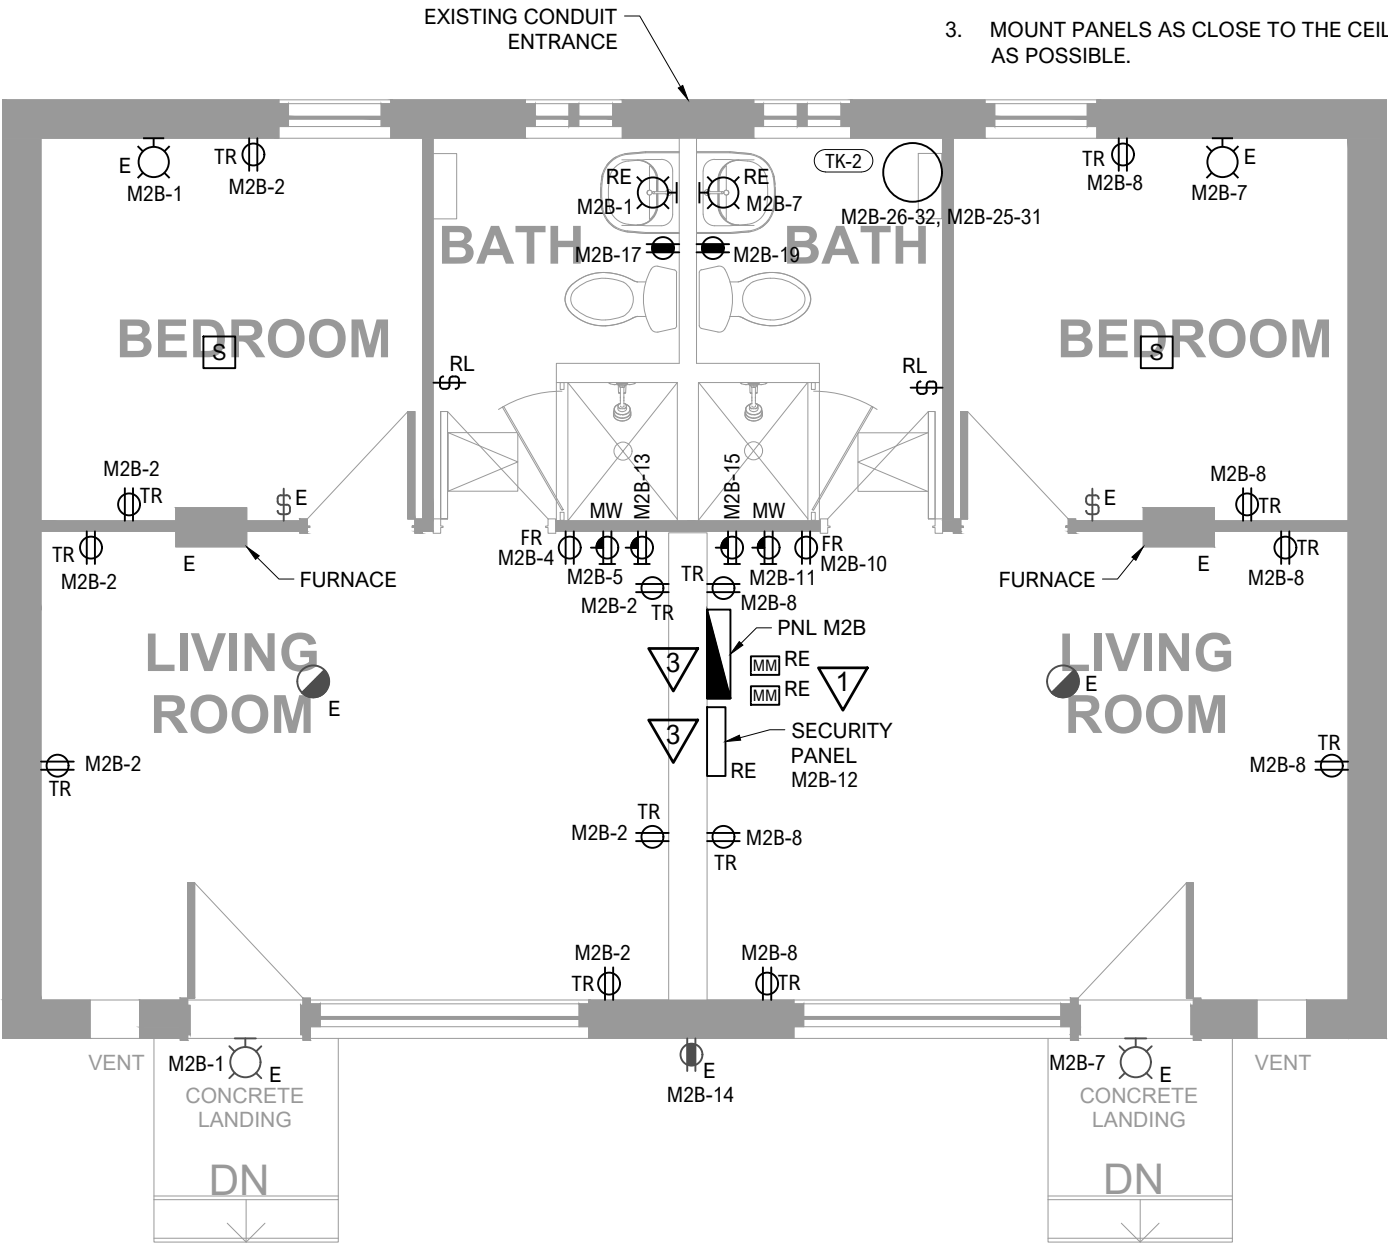 EXISTING CONDUIT
ENTRANCE
3. MOUNT PANELS AS CLOSE TO THE CEIL
AS POSSIBLE.
E
M2B-1
TR
M2B-2
RE
M2B-1
RE
M2B-7
TK-2
M2B-26-32, M2B-25-31
TR
M2B-8
E
M2B-7
BATH
M2B-17
M2B-19
BATH
BEDROOM
S
BEDROOM
S
RL
RL
M2B-2
TR
$ E
M2B-13
M2B-15
MW
MW
$ E
M2B-8
TR
TR
M2B-2
E
FURNACE
FR
M2B-4
M2B-5
M2B-2
TR
TR
M2B-8
M2B-11
FR
M2B-10
FURNACE
E
TR
M2B-8
LIVING
ROOM
E
3
PNL M2B
MM RE
MM RE
1
LIVING
ROOM
E
3
SECURITY
PANEL
M2B-12
RE
M2B-2
TR
TR
M2B-8
TR
M2B-2
M2B-8
TR
M2B-2
TR
M2B-8
TR
VENT
M2B-1
E
CONCRETE
LANDING
DN
E
M2B-14
M2B-7
E
CONCRETE
LANDING
DN
VENT